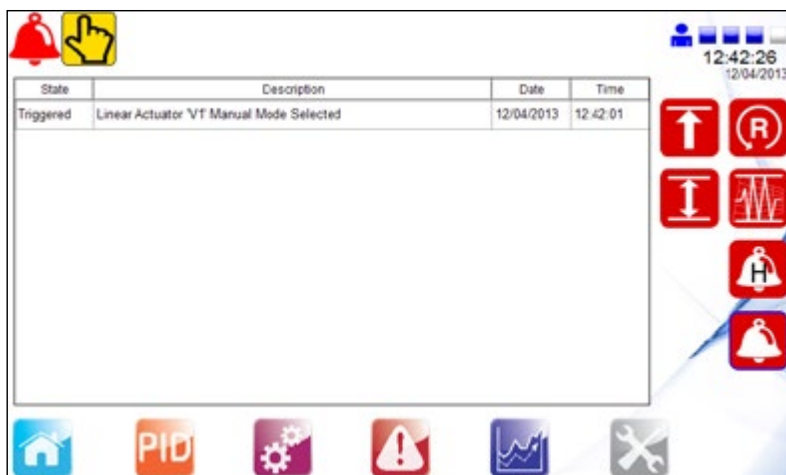 12:42:26
12/04/2013
State Description Date Time
Triggered Linear Actuator 'V1' Manual Mode Selected 12/04/2013 12:42:01
R
H
PID